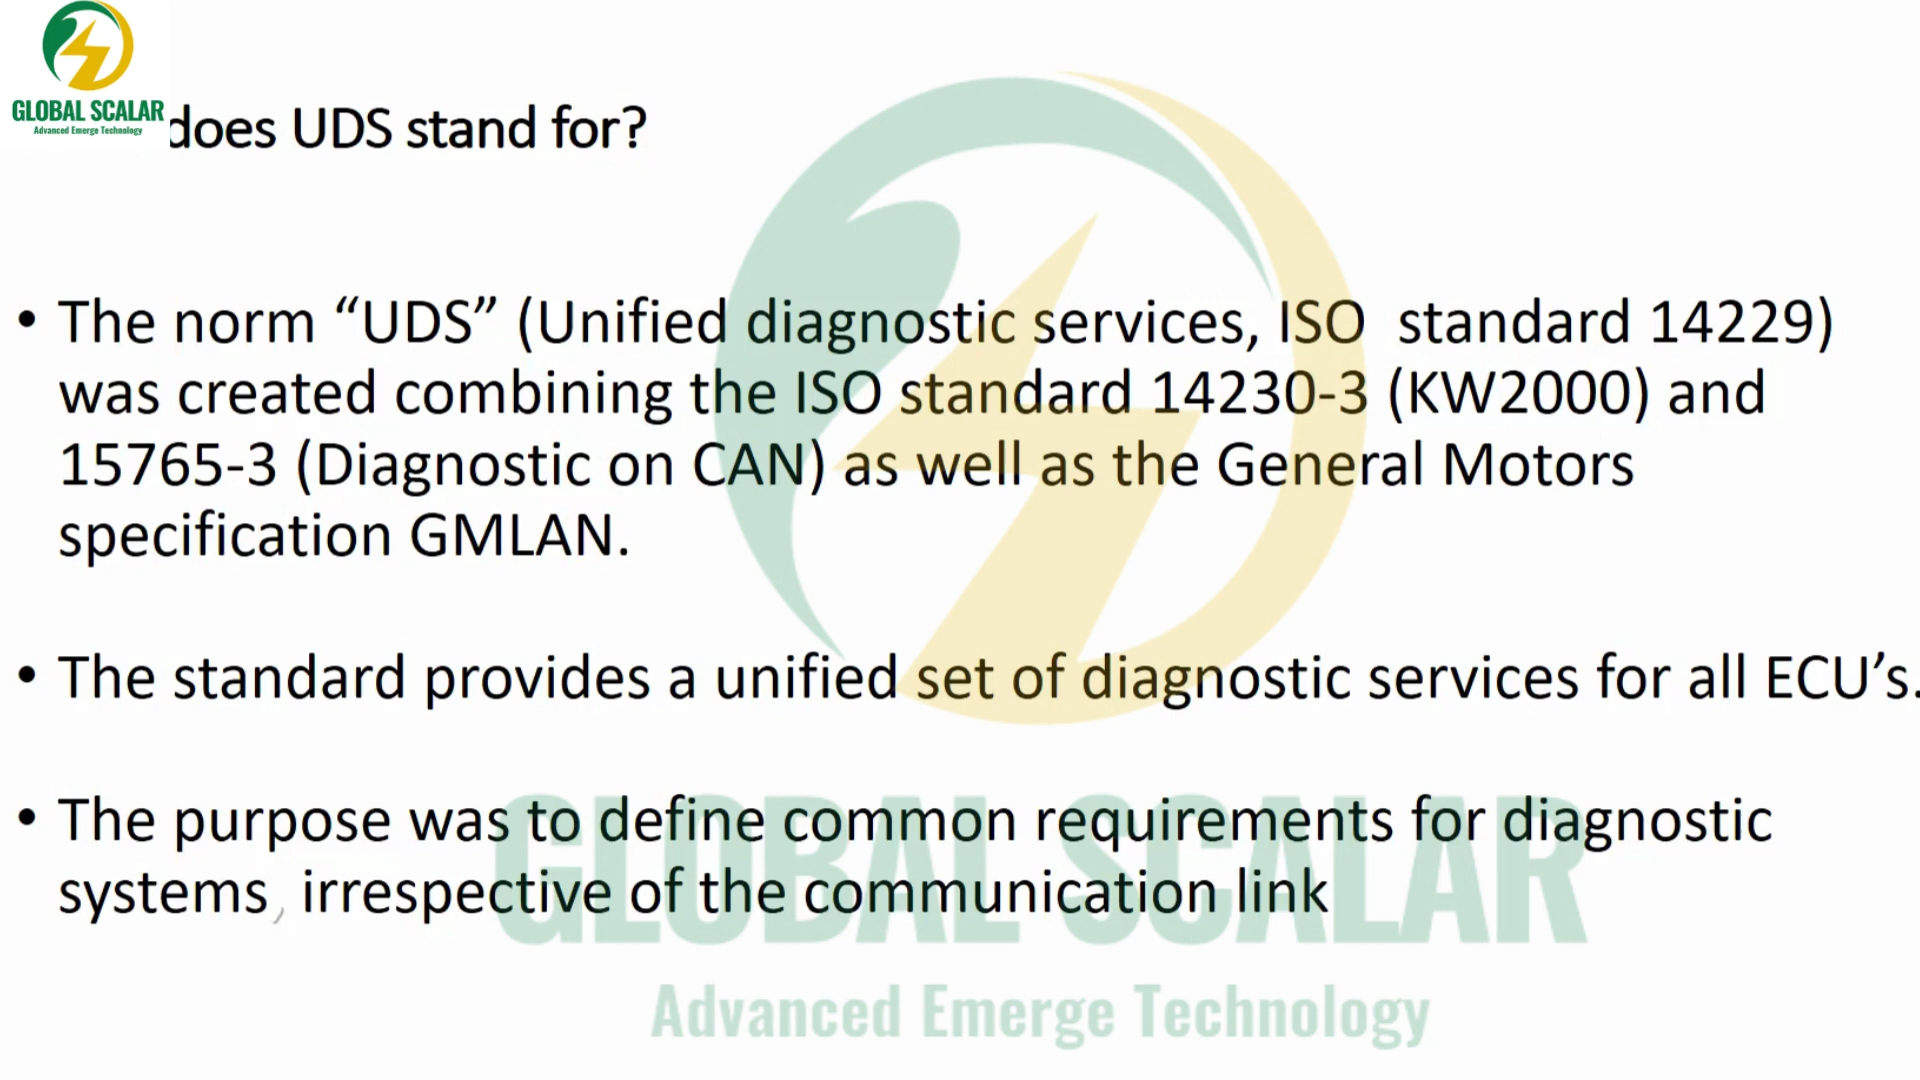 GLOBAL SCALAR
Advanced Emerge Technology
does UDS stand for?
• The norm “UDS” (Unified diagnostic services, ISO  standard 14229)
was created combining the ISO standard 14230-3 (KW2000) and
15765-3 (Diagnostic on CAN) as well as the General Motors
specification GMLAN.
• The standard provides a unified set of diagnostic services for all ECU’s.
• The purpose was to define common requirements for diagnostic
systems, irrespective of the communication link
GLOBAL SCALAR
Advanced Emerge Technology